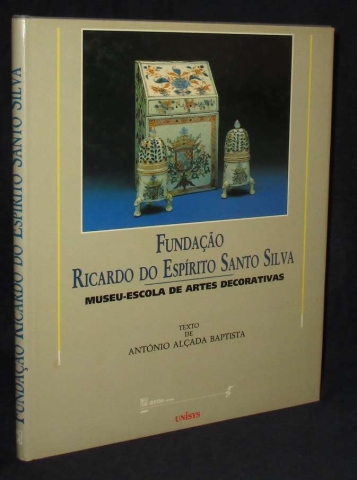 FUNDAÇÃO RICARDO DO ESPÍRITO SANTO SILVA
FUNDAÇÃO
RICARDO DO ESPÍRITO SANTO SILVA
MUSEU-ESCOLA DE ARTES DECORATIVAS
TEXTO
DE
ANTÓNIO ALÇADA BAPTISTA
UNISYS